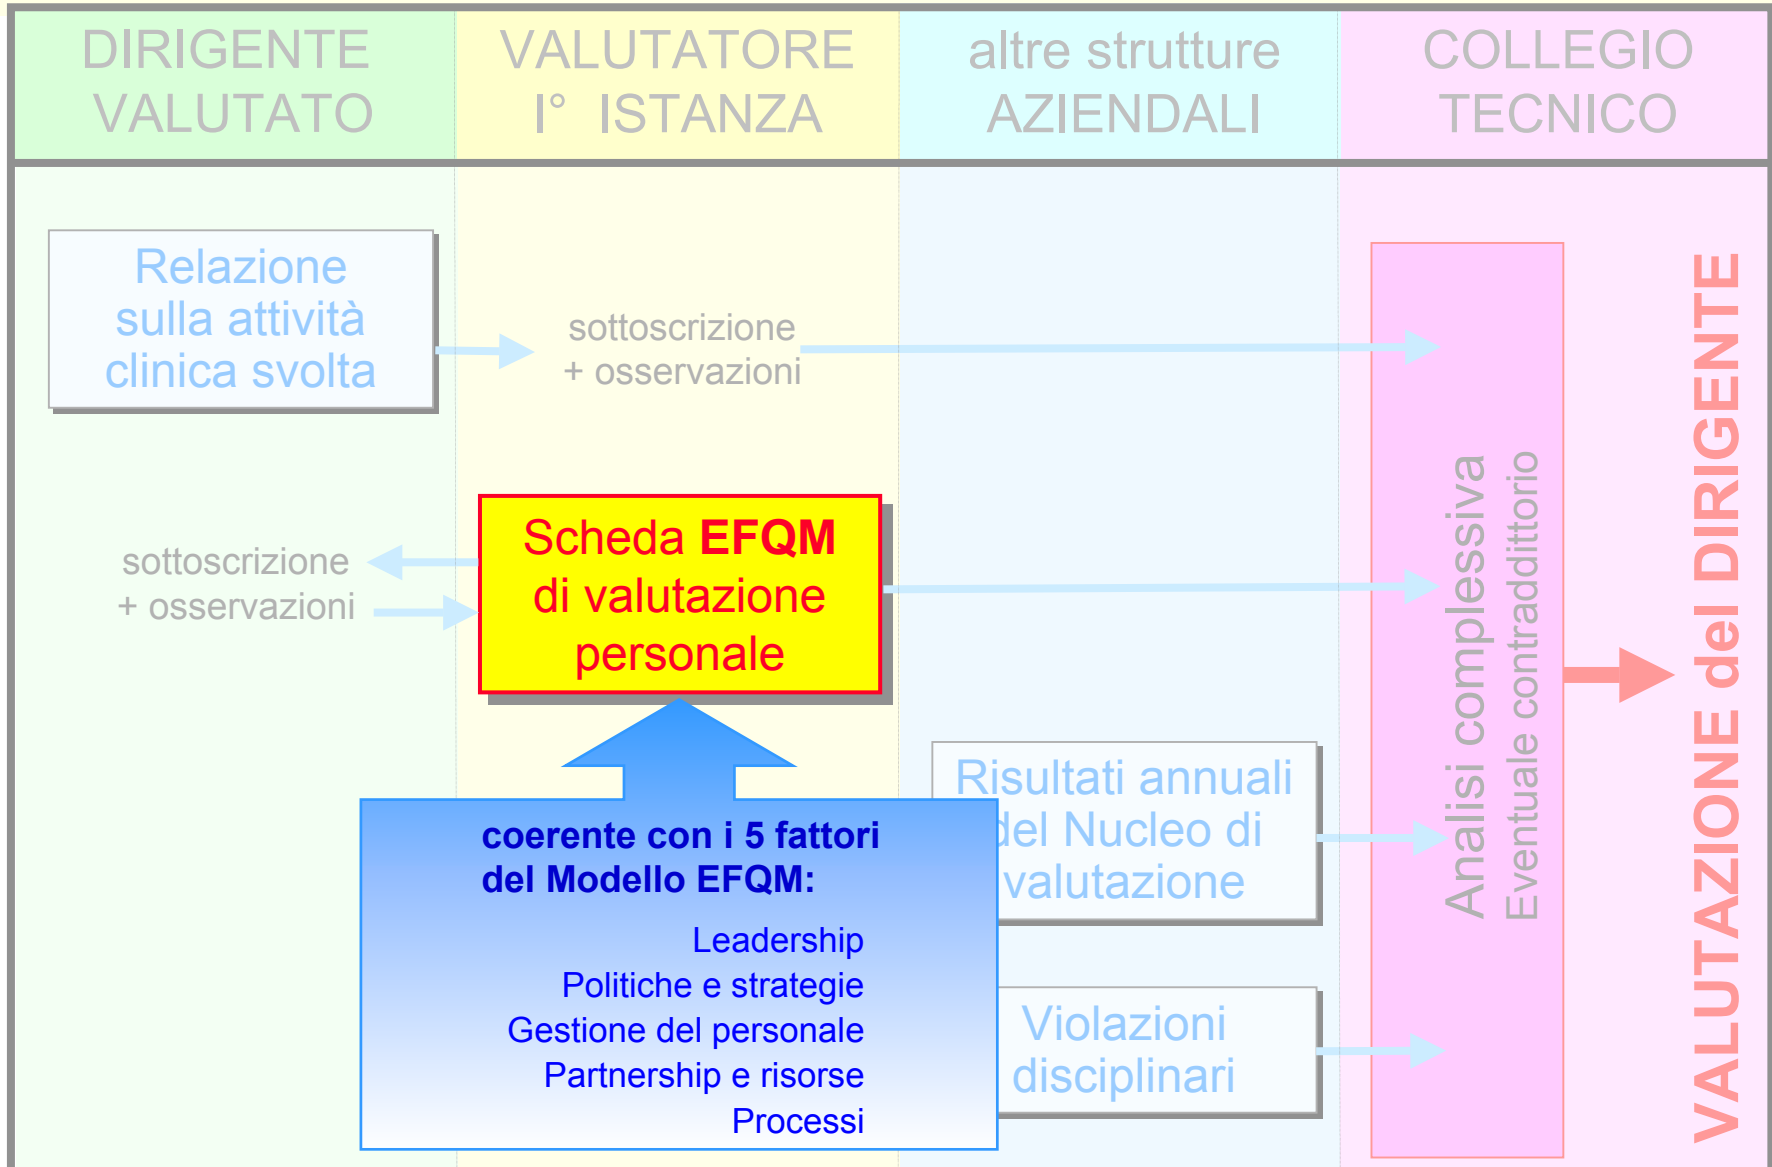 DIRIGENTE
VALUTATO
VALUTATORE
I° ISTANZA
altre strutture
AZIENDALI
COLLEGIO
TECNICO
Relazione
sulla attività
clinica svolta
sottoscrizione
+ osservazioni
sottoscrizione
+ osservazioni
Scheda EFQM
di valutazione
personale
coerente con i 5 fattori
del Modello EFQM:
Leadership
Politiche e strategie
Gestione del personale
Partnership e risorse
Processi
Risultati annuali
del Nucleo di
valutazione
Violazioni
disciplinari
Analisi complessiva
Eventuale contraddittorio
VALUTAZIONE del DIRIGENTE